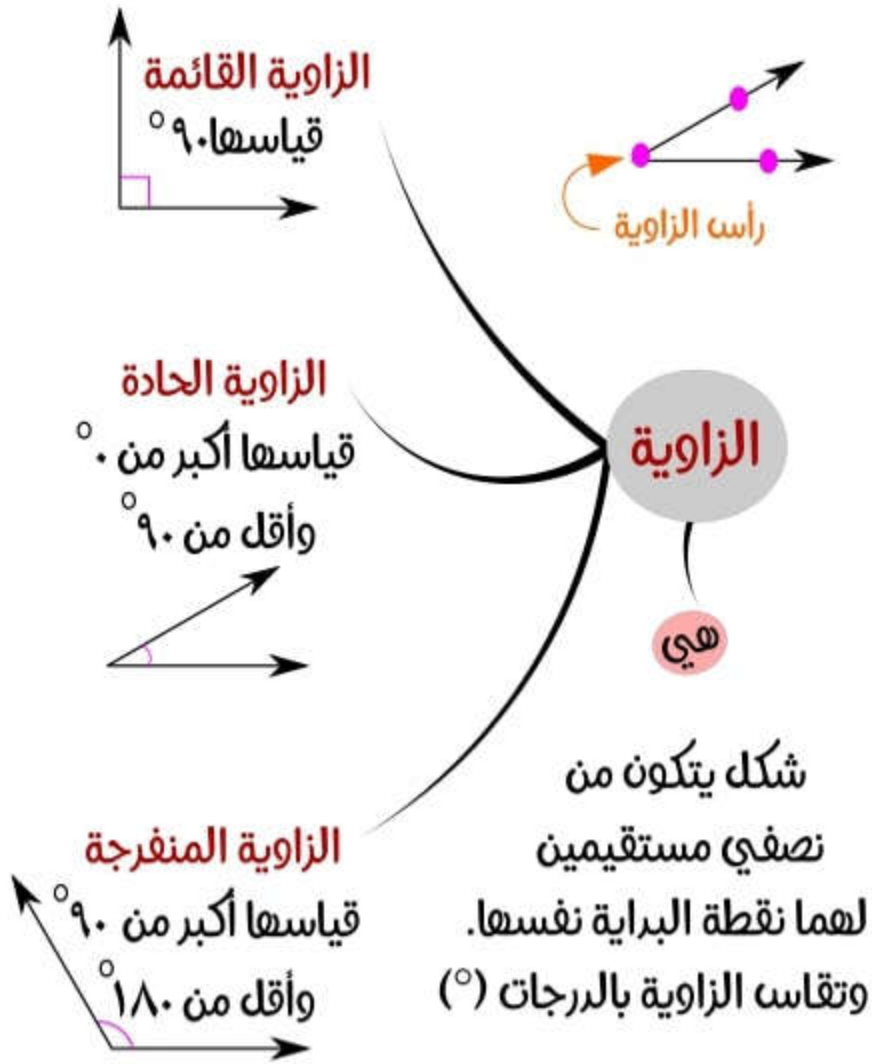 رأس الزاوية
الزاوية
هي
شكل يتكون من
نصفي مستقيمين
لهما نقطة البراية نفسها.
وتقاس الزاوية بالدرجات (°)
الزاوية القائمة
قياسها ٩٠°
الزاوية الحادة
قياسها أكبر من ٠°
وأقل من ٩٠°
الزاوية المنفرجة
قياسها أكبر من ٩٠°
وأقل من ١٨٠°